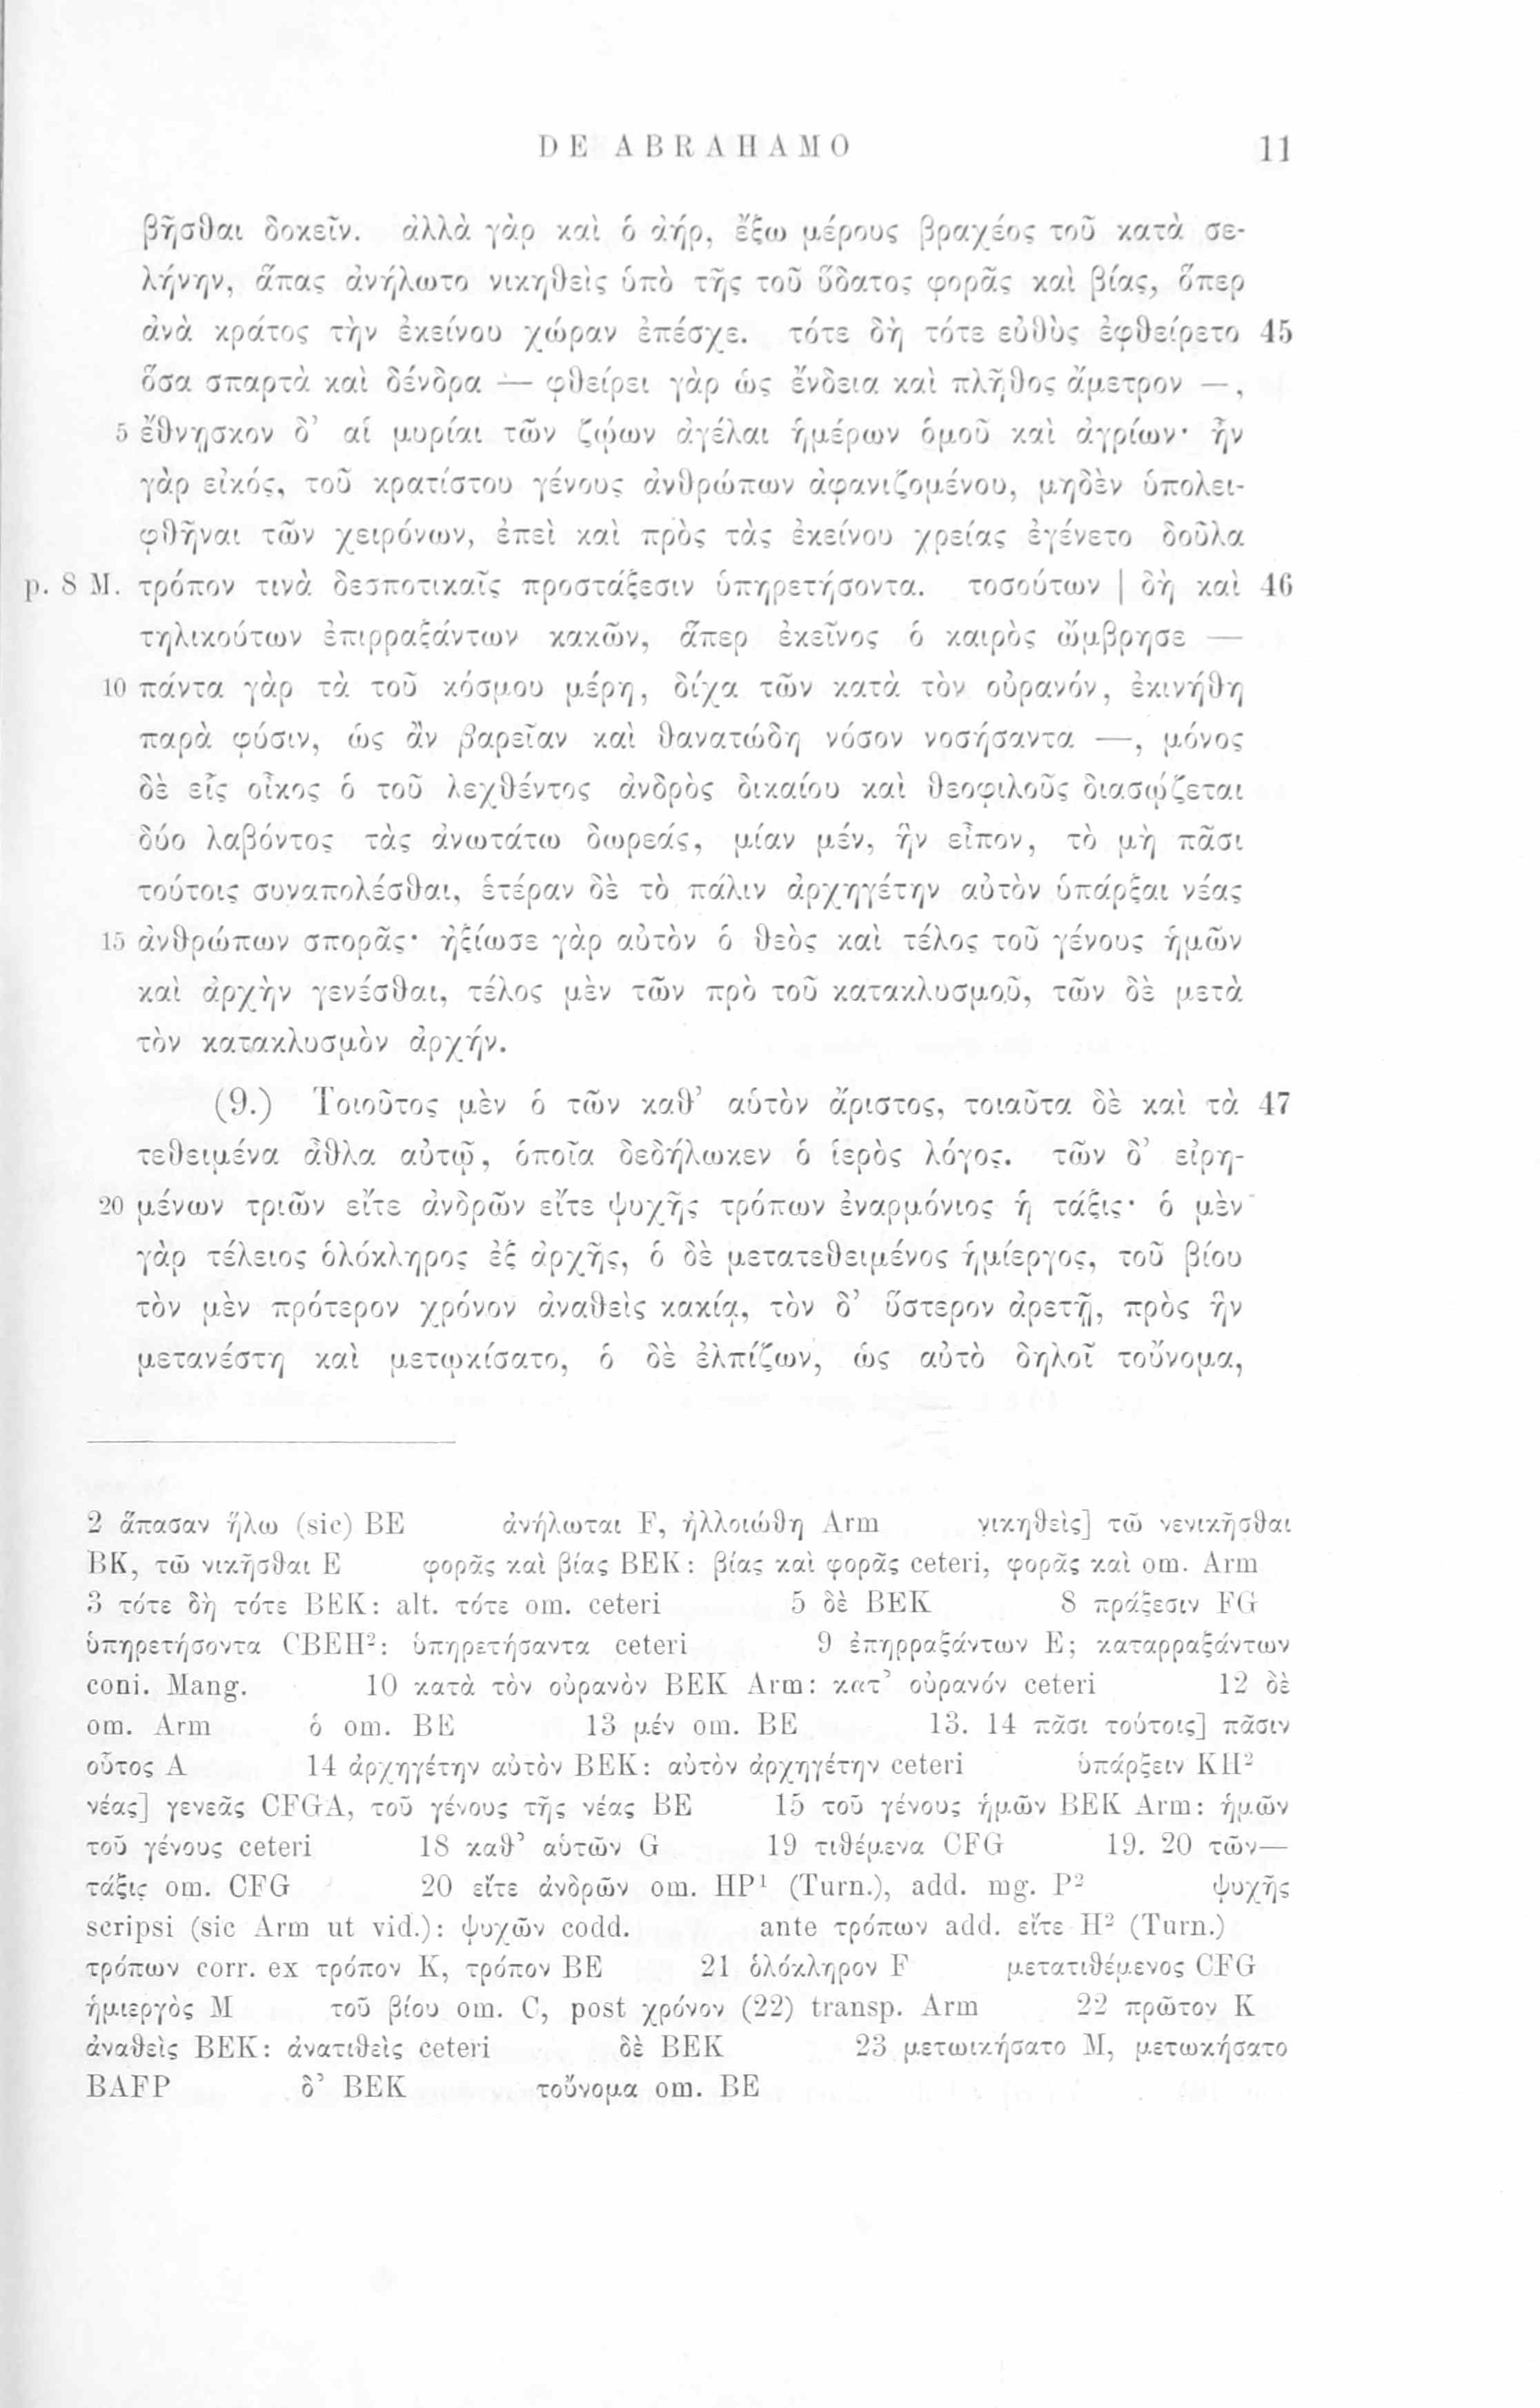 DE ABRAHAMO 11
βῆσθαι δοκεῖν. ἀλλὰ γὰρ καὶ ὁ ἀήρ, ἔξω μέρους βραχέος τοῦ κατὰ σε-
λήνην, ἅπας ἀνήλωτο νικηθεὶς ὑπὸ τῆς τοῦ ὕδατος φορᾶς καὶ βίας, ὅπερ
ἀνὰ κράτος τὴν ἐκείνου χώραν ἐπέσχε. τότε δὴ τότε εὐθὺς ἐφθείρετο 45
ὅσα σπαρτὰ καὶ δένδρα — φθείρει γὰρ ὡς ἔνδεια καὶ πλῆθος ἄμετρον —,
5 ἔθνῃσκον δ’ αἱ μυρίαι τῶν ζῴων ἀγέλαι ἡμέρων ὁμοῦ καὶ ἀγρίων· ἦν
γὰρ εἰκός, τοῦ κρατίστου γένους ἀνθρώπων ἀφανιζομένου, μηδὲν ὑπολει-
φθῆναι τῶν χειρόνων, ἐπεὶ καὶ πρὸς τὰς ἐκείνου χρείας ἐγένετο δοῦλα
p. 8 M. τρόπον τινὰ δεσποτικαῖς προστάξεσιν ὑπηρετήσοντα. τοσούτων | δὴ καὶ 46
τηλικούτων ἐπιρραξάντων κακῶν, ἅπερ ἐκεῖνος ὁ καιρὸς ὤμβρησε —
10 πάντα γὰρ τὰ τοῦ κόσμου μέρη, δίχα τῶν κατὰ τὸν οὐρανόν, ἐκινήθη
παρὰ φύσιν, ὡς ἂν βαρεῖαν καὶ θανατώδη νόσον νοσήσαντα —, μόνος
δὲ εἷς οἶκος ὁ τοῦ λεχθέντος ἀνδρὸς δικαίου καὶ θεοφιλοῦς διασῴζεται
δύο λαβόντος τὰς ἀνωτάτω δωρεάς, μίαν μέν, ἣν εἶπον, τὸ μὴ πᾶσι
τούτοις συναπολέσθαι, ἑτέραν δὲ τὸ πάλιν ἀρχηγέτην αὐτὸν ὑπάρξαι νέας
15 ἀνθρώπων σπορᾶς· ἠξίωσε γὰρ αὐτὸν ὁ θεὸς καὶ τέλος τοῦ γένους ἡμῶν
καὶ ἀρχὴν γενέσθαι, τέλος μὲν τῶν πρὸ τοῦ κατακλυσμοῦ, τῶν δὲ μετὰ
τὸν κατακλυσμὸν ἀρχήν.
(9.) Τοιοῦτος μὲν ὁ τῶν καθ’ αὑτὸν ἄριστος, τοιαῦτα δὲ καὶ τὰ 47
τεθειμένα ἆθλα αὐτῷ, ὁποῖα δεδήλωκεν ὁ ἱερὸς λόγος. τῶν δ’ εἰρη-
20 μένων τριῶν εἴτε ἀνδρῶν εἴτε ψυχῆς τρόπων ἐναρμόνιος ἡ τάξις· ὁ μὲν
γὰρ τέλειος ὁλόκληρος ἐξ ἀρχῆς, ὁ δὲ μετατεθειμένος ἡμίεργος, τοῦ βίου
τὸν μὲν πρότερον χρόνον ἀναθεὶς κακίᾳ, τὸν δ’ ὕστερον ἀρετῇ, πρὸς ἣν
μετανέστη καὶ μετῳκίσατο, ὁ δὲ ἐλπίζων, ὡς αὐτὸ δηλοῖ τοὔνομα,
2 ἅπασαν ἥλω (sic) BE ἀνήλωται F, ἠλλοιώθη Arm νικηθεὶς] τῶ νενικῆσθαι
BK, τῶ νικῆσθαι E φορᾶς καὶ βίας BEK: βίας καὶ φορᾶς ceteri, φορᾶς καὶ om. Arm
3 τότε δὴ τότε BEK: alt. τότε om. ceteri 5 δὲ BEK 8 πράξεσιν FG
ὑπηρετήσοντα CBEH²: ὑπηρετήσαντα ceteri 9 ἐπηρραξάντων E; καταρραξάντων
coni. Mang. 10 κατὰ τὸν οὐρανὸν BEK Arm: κατ’ οὐρανόν ceteri 12 δὲ
om. Arm ὁ om. BE 13 μέν om. BE 13. 14 πᾶσι τούτοις] πᾶσιν
οὗτος A 14 ἀρχηγέτην αὐτὸν BEK: αὐτὸν ἀρχηγέτην ceteri ὑπάρξειν KH²
νέας] γενεᾶς CFGA, τοῦ γένους τῆς νέας BE 15 τοῦ γένους ἡμῶν BEK Arm: ἡμῶν
τοῦ γένους ceteri 18 καθ’ αὑτῶν G 19 τιθέμενα CFG 19. 20 τῶν—
τάξις om. CFG 20 εἴτε ἀνδρῶν om. HP¹ (Turn.), add. mg. P² ψυχῆς
scripsi (sic Arm ut vid.): ψυχῶν codd. ante τρόπων add. εἴτε H² (Turn.)
τρόπων corr. ex τρόπον K, τρόπον BE 21 ὁλόκληρον F μετατιθέμενος CFG
ἡμιεργὸς M τοῦ βίου om. C, post χρόνον (22) transp. Arm 22 πρῶτον K
ἀναθεὶς BEK: ἀνατιθεὶς ceteri δὲ BEK 23 μετωικήσατο M, μετωκήσατο
BAFP δ’ BEK τοὔνομα om. BE